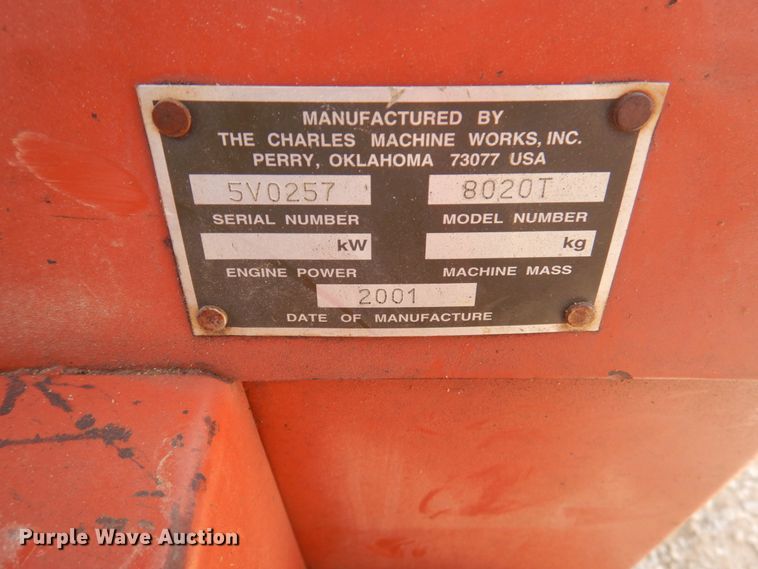 MANUFACTURED BY
THE CHARLES MACHINE WORKS, INC.
PERRY, OKLAHOMA 73077 USA
5V0257 8020T
SERIAL NUMBER MODEL NUMBER
kW kg
ENGINE POWER MACHINE MASS
2001
DATE OF MANUFACTURE
Purple Wave Auction®